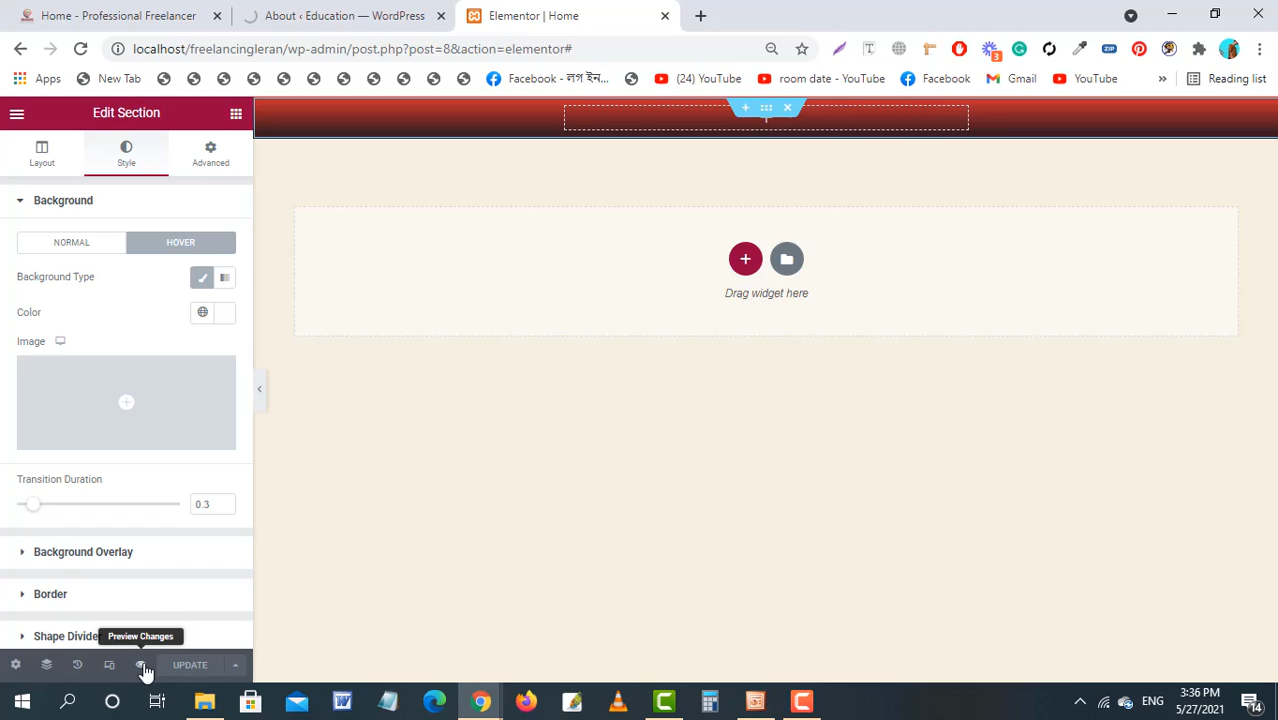 Home - Professional Freelancer
About ‹ Education — WordPress
Elementor | Home
localhost/freelancingleran/wp-admin/post.php?post=8&action=elementor#
Apps
New Tab
Facebook - লগ ইন...
(24) YouTube
room date - YouTube
Facebook
Gmail
YouTube
»
Reading list
Edit Section
Layout
Style
Advanced
Background
NORMAL
HOVER
Background Type
Color
Image
Transition Duration
0.3
Background Overlay
Border
Shape Divider
Preview Changes
UPDATE
Drag widget here
ENG
3:36 PM
5/27/2021
14